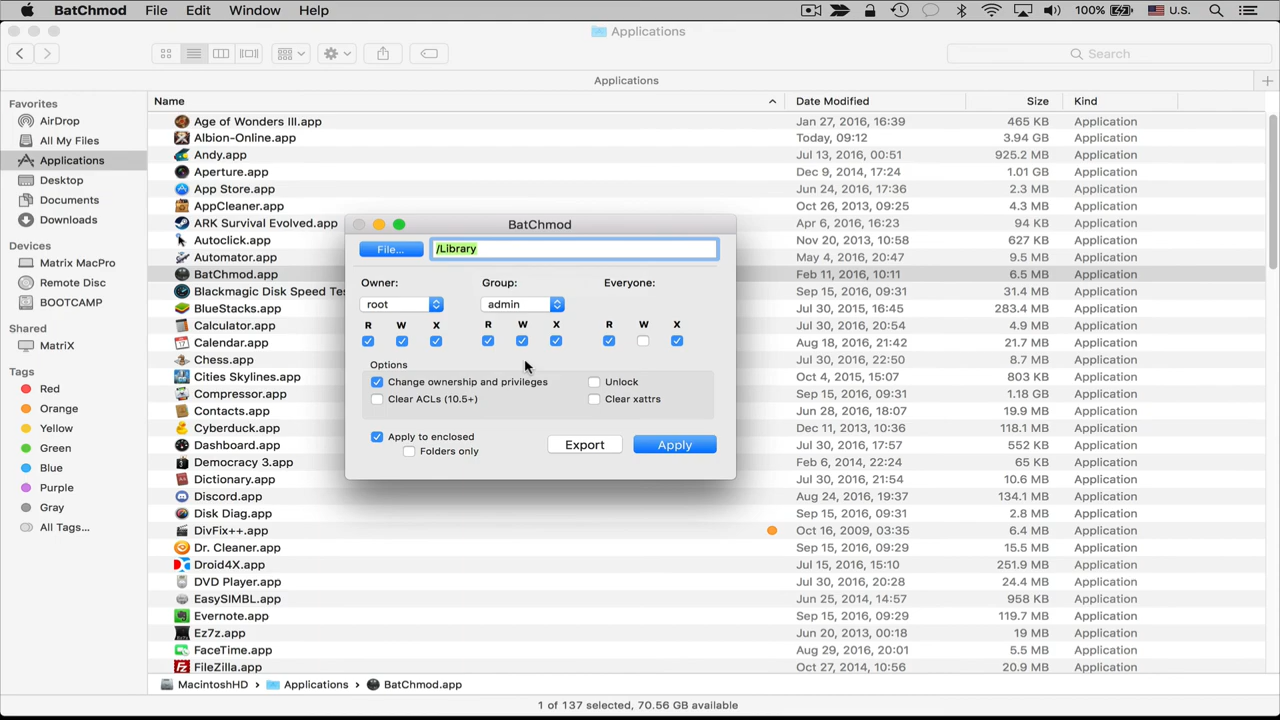 BatChmod File Edit Window Help 100% U.S.
Applications
Search
Applications
Favorites
AirDrop
All My Files
Applications
Desktop
Documents
Downloads
Devices
Matrix MacPro
Remote Disc
BOOTCAMP
Shared
MatriX
Tags
Red
Orange
Yellow
Green
Blue
Purple
Gray
All Tags...
Name Date Modified Size Kind
Age of Wonders III.app Jan 27, 2016, 16:39 465 KB Application
Albion-Online.app Today, 09:12 3.94 GB Application
Andy.app Jul 13, 2016, 00:51 925.2 MB Application
Aperture.app Dec 9, 2014, 17:24 1.01 GB Application
App Store.app Jun 24, 2016, 17:36 2.3 MB Application
AppCleaner.app Oct 26, 2013, 09:25 4.3 MB Application
ARK Survival Evolved.app Apr 6, 2016, 16:23 94 KB Application
Autoclick.app Nov 20, 2013, 10:58 627 KB Application
Automator.app May 4, 2016, 20:47 9.5 MB Application
BatChmod.app Feb 11, 2016, 10:11 6.5 MB Application
Blackmagic Disk Speed Te Sep 15, 2016, 09:31 4.9 MB Application
BlueStacks.app Jul 31, 2015, 16:45 283.4 MB Application
Calculator.app Jul 30, 2016, 20:54 4.9 MB Application
Calendar.app Aug 18, 2016, 21:42 21.7 MB Application
Chess.app Jul 30, 2016, 22:50 8.7 MB Application
Cities Skylines.app Oct 4, 2015, 15:07 803 KB Application
Compressor.app Sep 15, 2016, 09:31 1.18 GB Application
Contacts.app Jun 28, 2016, 18:07 19.9 MB Application
Cyberduck.app Dec 11, 2013, 06:57 118.1 MB Application
Dashboard.app Jul 30, 2016, 17:57 552 KB Application
Democracy 3.app Feb 6, 2014, 22:24 65 KB Application
Dictionary.app Jul 30, 2016, 21:54 10.6 MB Application
Discord.app Aug 24, 2016, 19:37 134.1 MB Application
Disk Diag.app Sep 15, 2016, 09:31 2.8 MB Application
DivFix++.app Oct 16, 2009, 03:35 6.4 MB Application
Dr. Cleaner.app Sep 15, 2016, 09:29 15.5 MB Application
Droid4X.app Jul 15, 2016, 15:10 251.9 MB Application
DVD Player.app Jul 30, 2016, 20:28 24.4 MB Application
EasySIMBL.app Jun 25, 2014, 14:57 958 KB Application
Evernote.app Sep 15, 2016, 09:29 119.7 MB Application
Ez7z.app Jun 20, 2013, 00:18 19 MB Application
FaceTime.app Aug 29, 2016, 20:01 5.5 MB Application
FileZilla.app Oct 27, 2014, 10:56 20.9 MB Application
BatChmod
File... /Library
Owner: Group: Everyone:
root admin
R W X R W X R W X
Options
Change ownership and privileges Unlock
Clear ACLs (10.5+) Clear xattrs
Apply to enclosed
Folders only
Export Apply
MacintoshHD › Applications › BatChmod.app
1 of 137 selected, 70.56 GB available